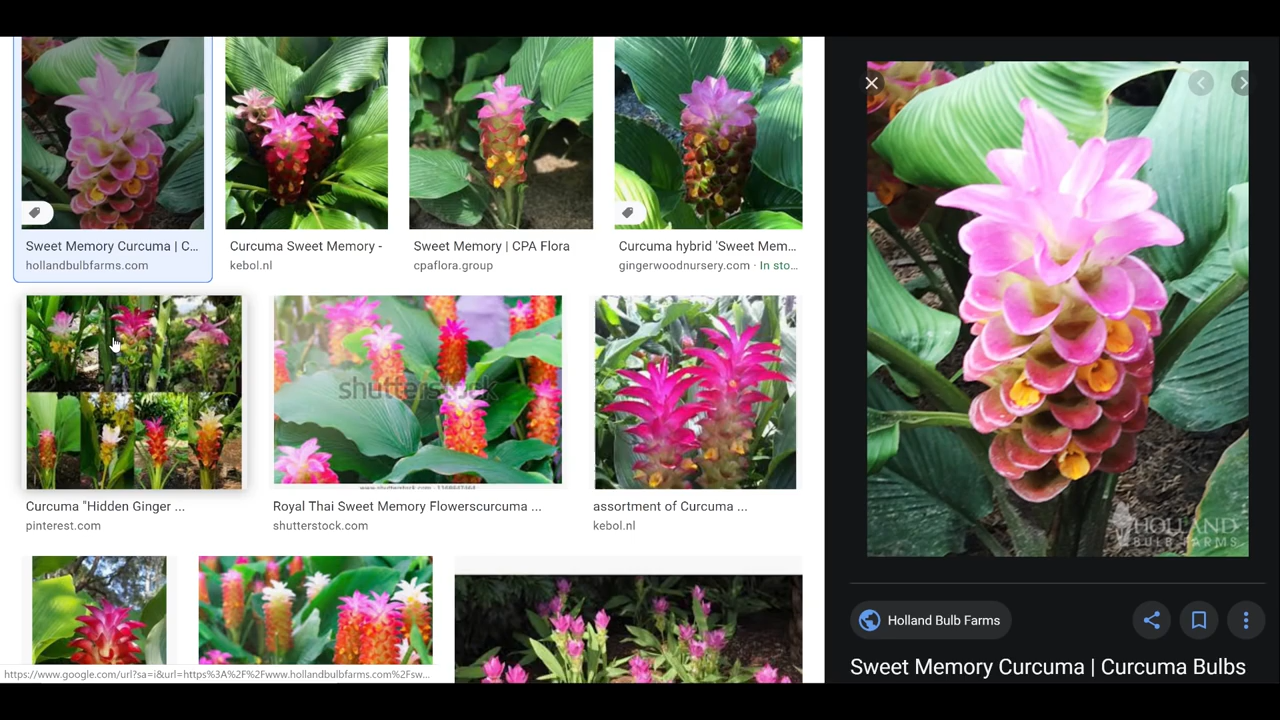 Sweet Memory Curcuma | C...
hollandbulbfarms.com
Curcuma Sweet Memory -
kebol.nl
Sweet Memory | CPA Flora
cpaflora.group
Curcuma hybrid 'Sweet Mem...
gingerwoodnursery.com · In sto...
shutterstock
Curcuma "Hidden Ginger ...
pinterest.com
Royal Thai Sweet Memory Flowerscurcuma ...
shutterstock.com
assortment of Curcuma ...
kebol.nl
https://www.google.com/url?sa=i&url=https%3A%2F%2Fwww.hollandbulbfarms.com%2Fsw...
HOLLAND
BULB FARMS
Holland Bulb Farms
Sweet Memory Curcuma | Curcuma Bulbs